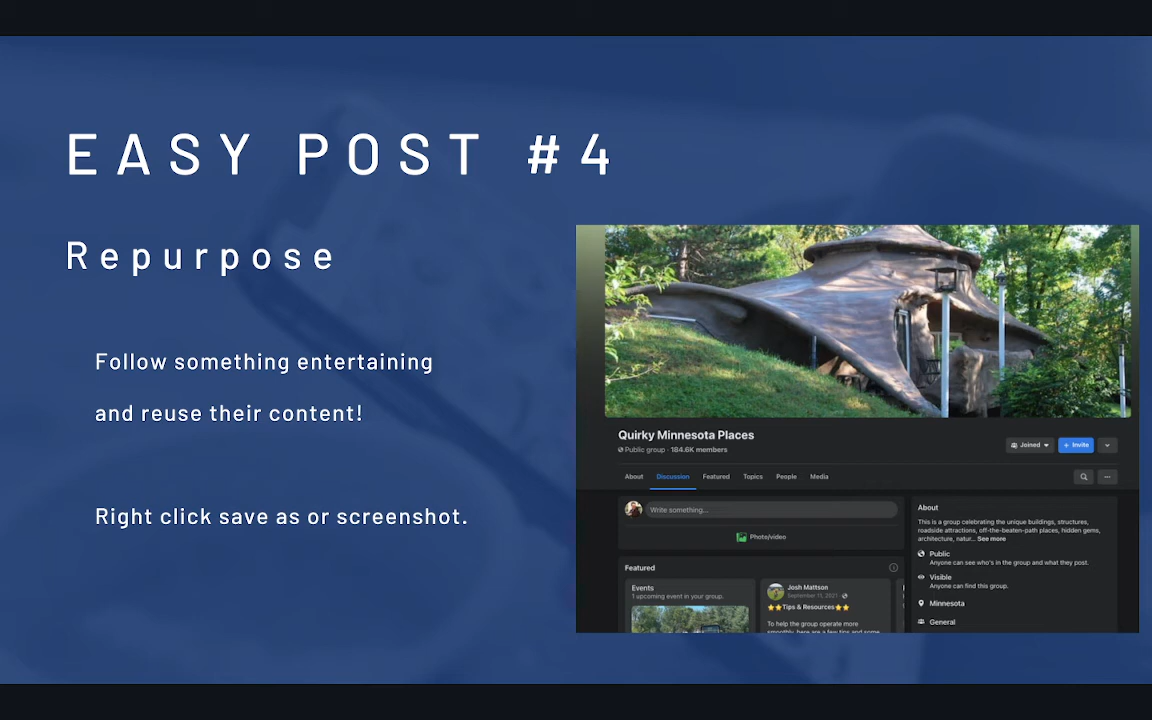 EASY POST #4
Repurpose
Follow something entertaining
and reuse their content!
Right click save as or screenshot.
Quirky Minnesota Places
Public group · 184.6K members
Joined
+ Invite
About
Discussion
Featured
Topics
People
Media
Write something...
Photo/video
Featured
Events
1 upcoming event in your group.
Josh Mattson
September 11, 2021 ·
⭐⭐Tips & Resources⭐⭐
To help the group operate more
smoothly, here are a few tips and some
About
This is a group celebrating the unique buildings, structures,
roadside attractions, off-the-beaten-path places, hidden gems,
architecture, natur... See more
Public
Anyone can see who's in the group and what they post.
Visible
Anyone can find this group.
Minnesota
General